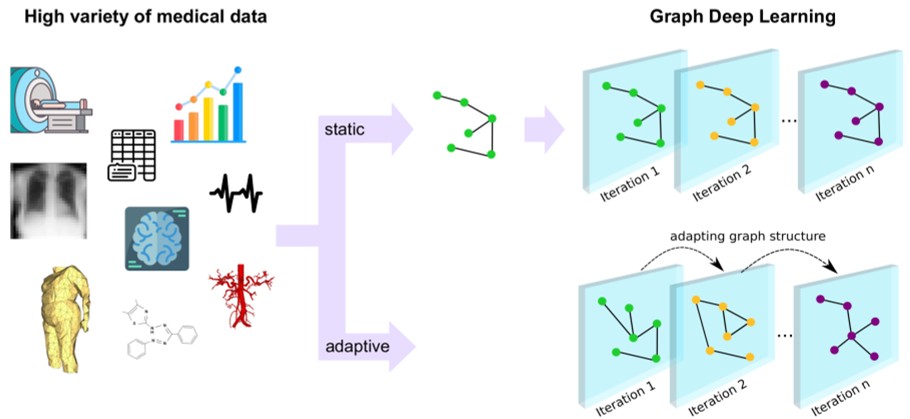 High variety of medical data
Graph Deep Learning
static
Iteration 1
Iteration 2
...
Iteration n
adapting graph structure
adaptive
Iteration 1
Iteration 2
...
Iteration n